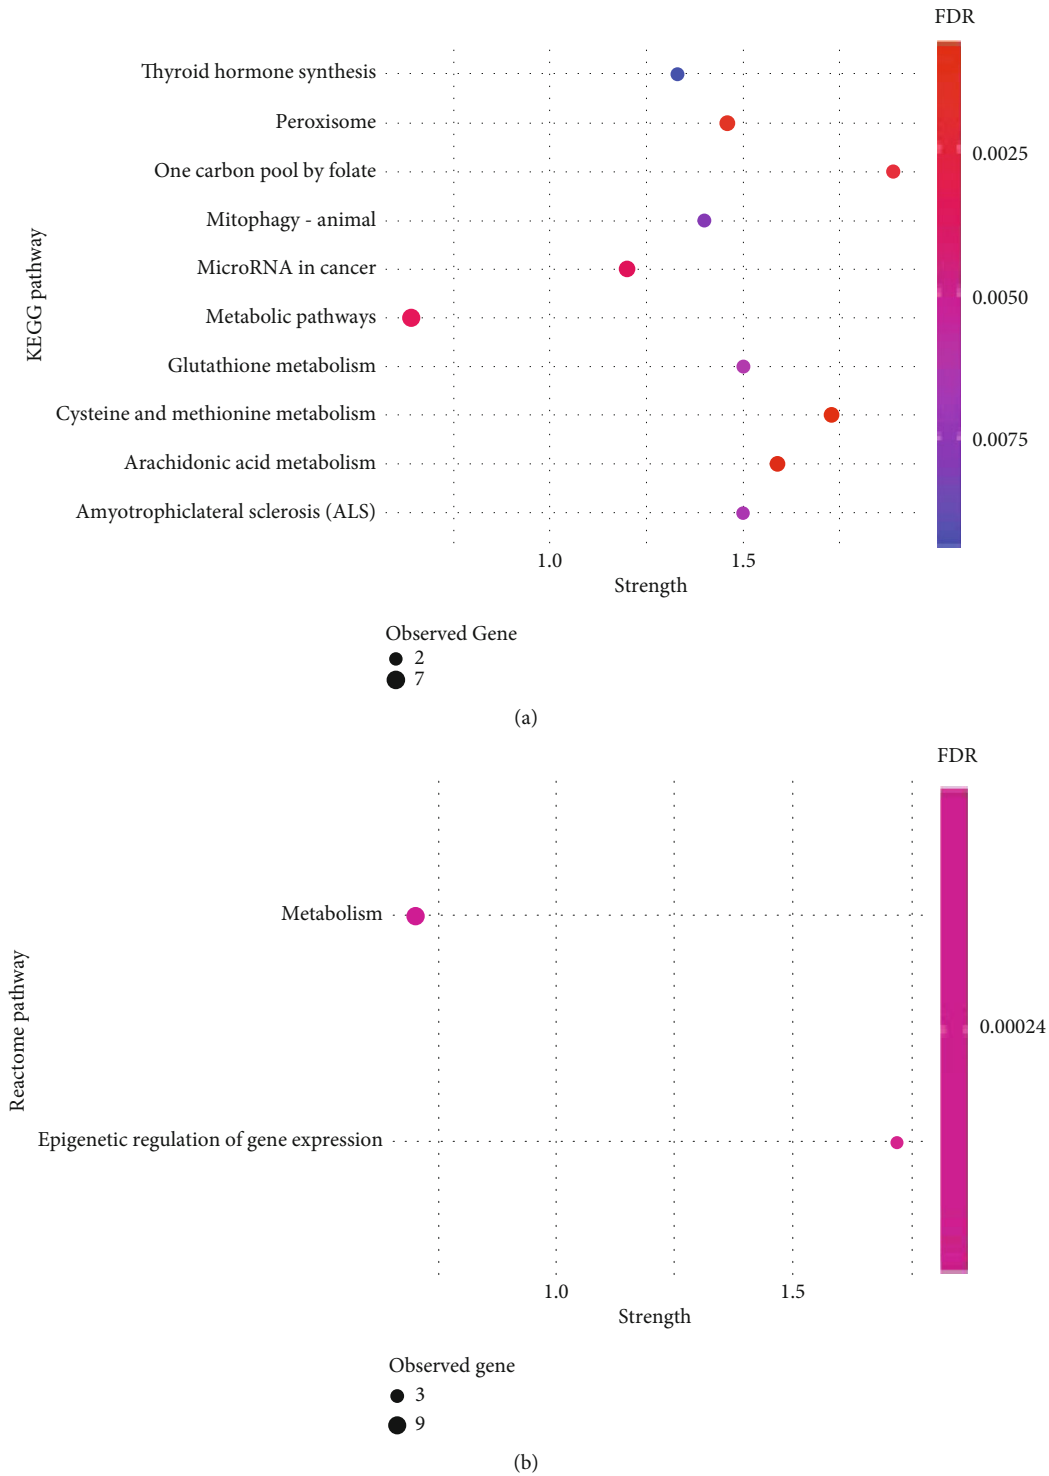 FDR
Thyroid hormone synthesis
Peroxisome
One carbon pool by folate
Mitophagy - animal
MicroRNA in cancer
Metabolic pathways
Glutathione metabolism
Cysteine and methionine metabolism
Arachidonic acid metabolism
Amyotrophiclateral sclerosis (ALS)
KEGG pathway
0.0025
0.0050
0.0075
1.0
1.5
Strength
Observed Gene
2
7
(a)
FDR
Metabolism
Epigenetic regulation of gene expression
Reactome pathway
0.00024
1.0
1.5
Strength
Observed gene
3
9
(b)